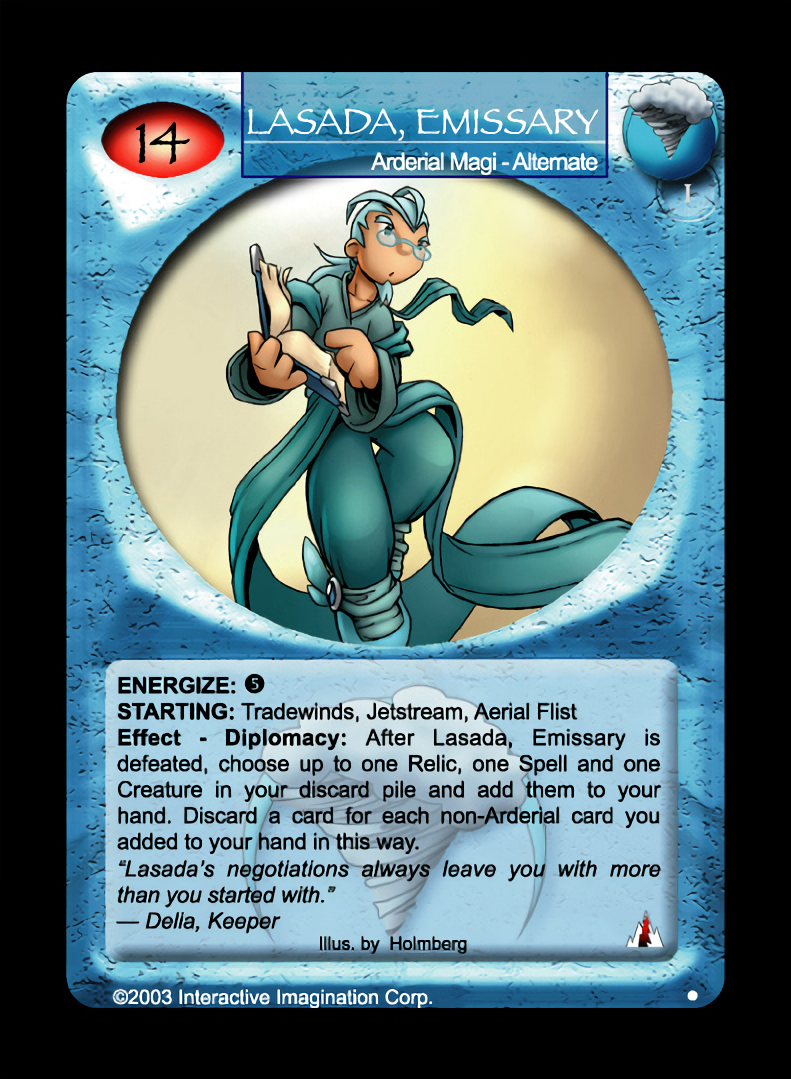 14
LASADA, EMISSARY
Arderial Magi - Alternate
L
ENERGIZE: ❺
STARTING: Tradewinds, Jetstream, Aerial Flist
Effect - Diplomacy: After Lasada, Emissary is
defeated, choose up to one Relic, one Spell and one
Creature in your discard pile and add them to your
hand. Discard a card for each non-Arderial card you
added to your hand in this way.
“Lasada’s negotiations always leave you with more
than you started with.”
— Delia, Keeper
Illus. by Holmberg
©2003 Interactive Imagination Corp.